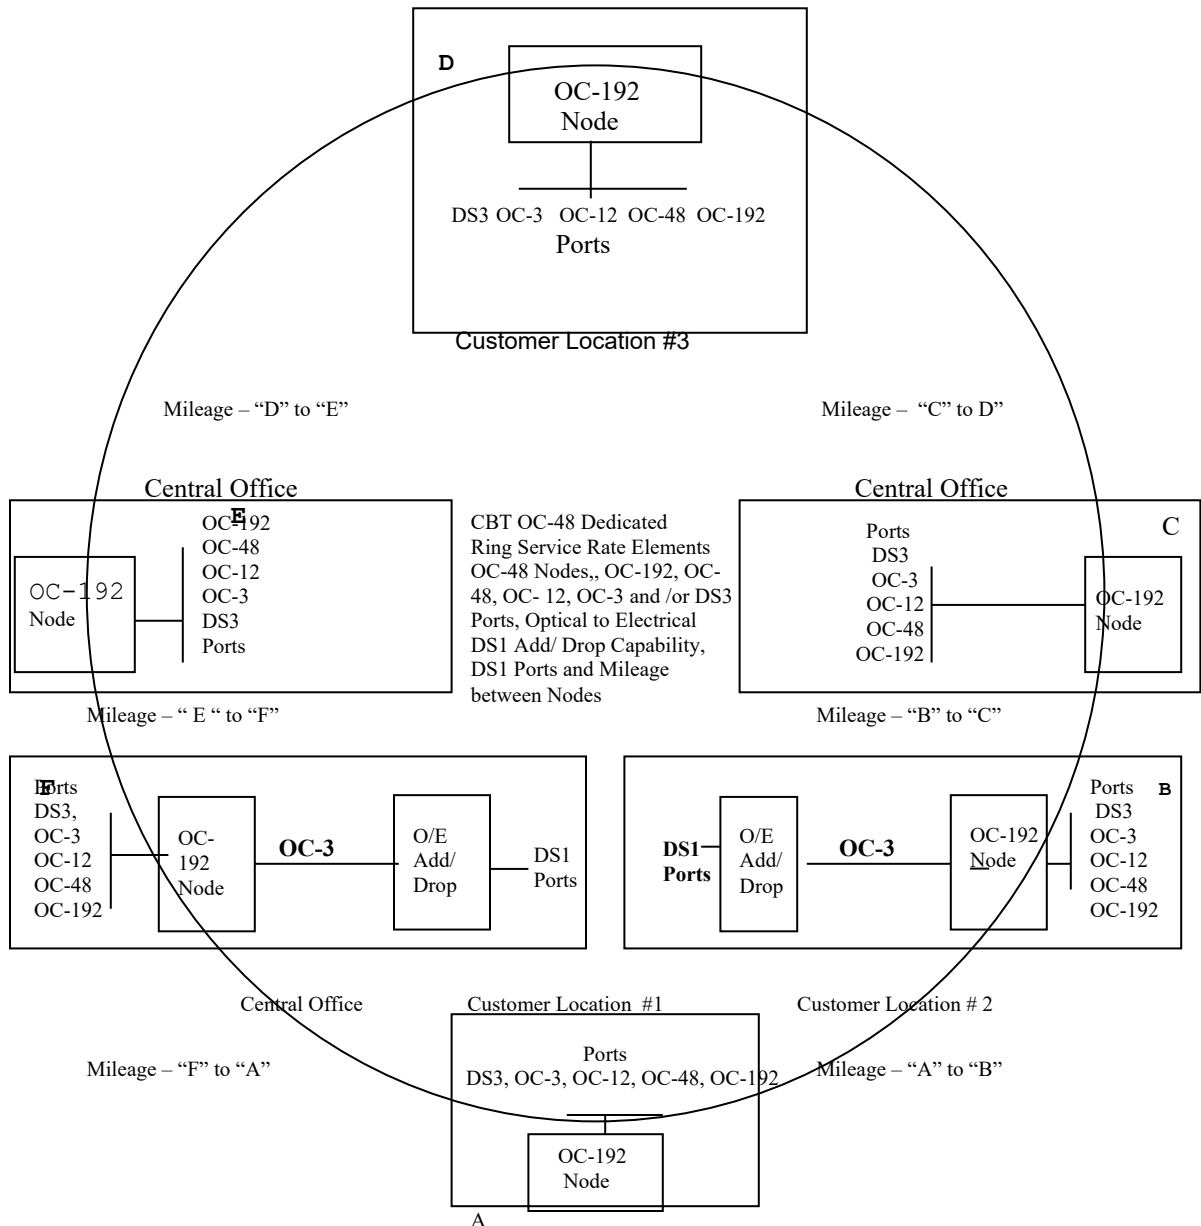 D
OC-192
Node
DS3 OC-3 OC-12 OC-48 OC-192
Ports
Customer Location #3
Mileage – “D” to “E”
Mileage – “C” to D”
Central Office
E
OC-192
OC-48
OC-12
OC-3
DS3
Ports
OC-192
Node
CBT OC-48 Dedicated
Ring Service Rate Elements
OC-48 Nodes,, OC-192, OC-
48, OC- 12, OC-3 and /or DS3
Ports, Optical to Electrical
DS1 Add/ Drop Capability,
DS1 Ports and Mileage
between Nodes
Central Office
C
Ports
DS3
OC-3
OC-12
OC-48
OC-192
OC-192
Node
Mileage – “ E “ to “F”
Mileage – “B” to “C”
F
Ports
DS3,
OC-3
OC-12
OC-48
OC-192
OC-
192
Node
OC-3
O/E
Add/
Drop
DS1
Ports
DS1
Ports
O/E
Add/
Drop
OC-3
OC-192
Node
Ports
DS3
OC-3
OC-12
OC-48
OC-192
B
Central Office
Customer Location #1
Customer Location # 2
Mileage – “F” to “A”
Ports
DS3, OC-3, OC-12, OC-48, OC-192
Mileage – “A” to “B”
OC-192
Node
A